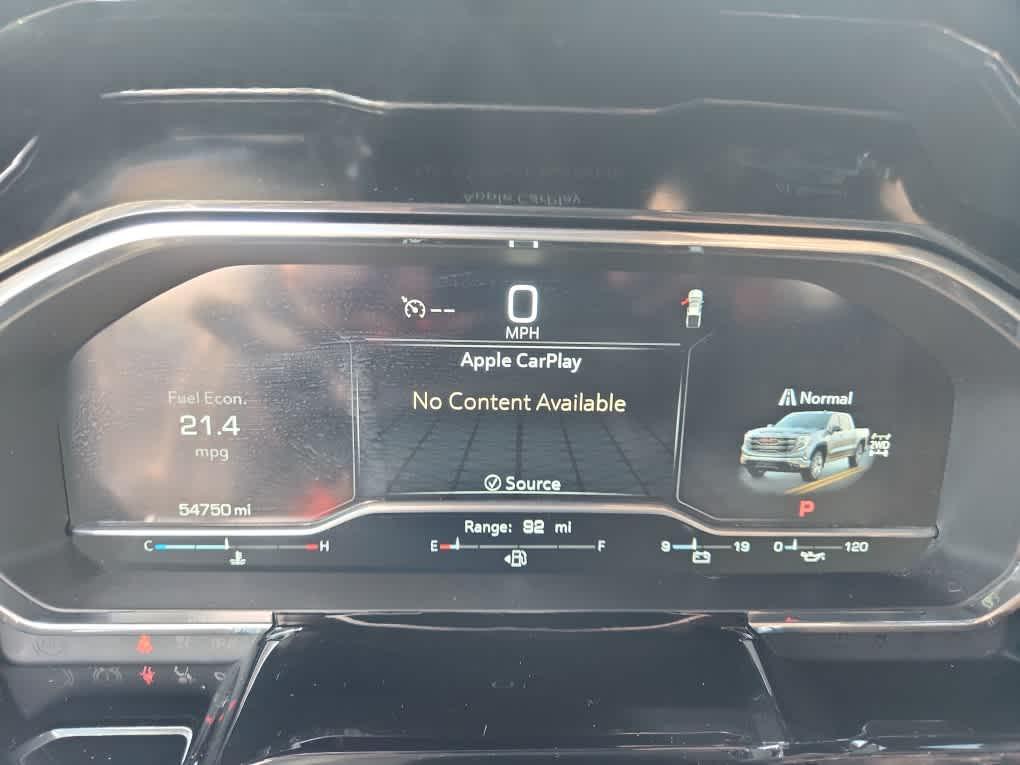 --
0
MPH
Apple CarPlay
No Content Available
Source
Fuel Econ.
21.4
mpg
54750 mi
Normal
2WD
P
Range: 92 mi
C H
E F
9 19
0 120